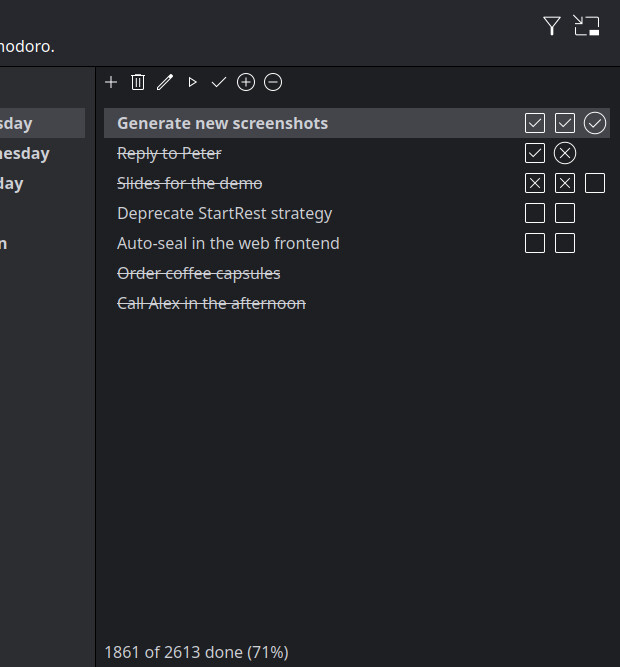 modoro.
sday
nesday
day
n
Generate new screenshots
Reply to Peter
Slides for the demo
Deprecate StartRest strategy
Auto-seal in the web frontend
Order coffee capsules
Call Alex in the afternoon
1861 of 2613 done (71%)